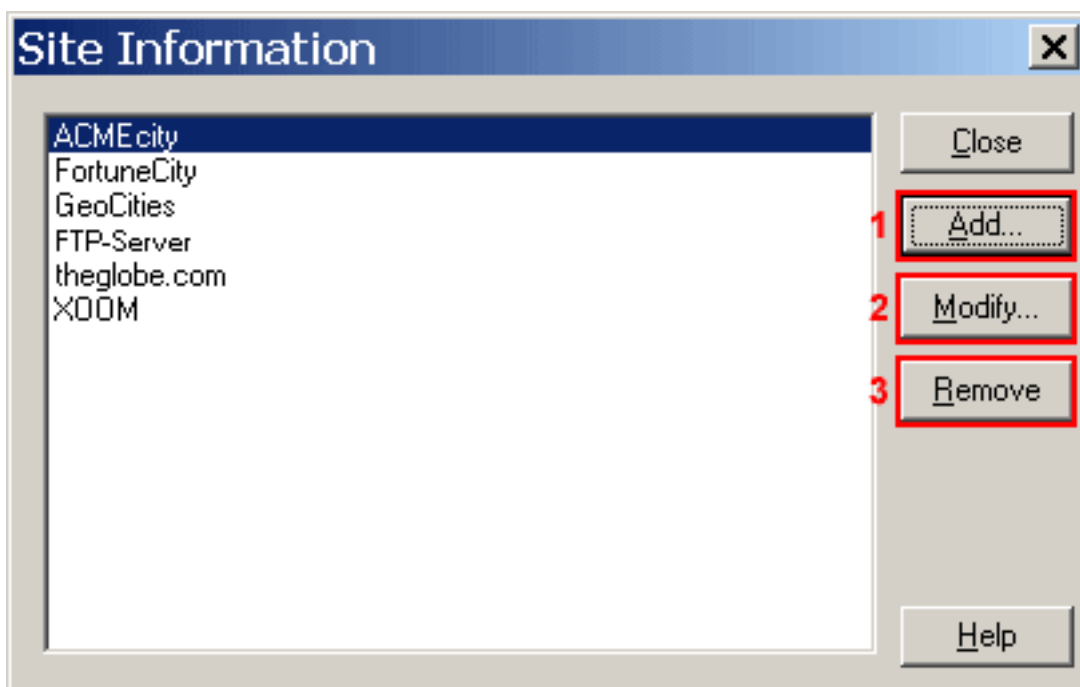 Site Information
ACMEcity
FortuneCity
GeoCities
FTP-Server
theglobe.com
XOOM
Close
1 Add...
2 Modify...
3 Remove
Help